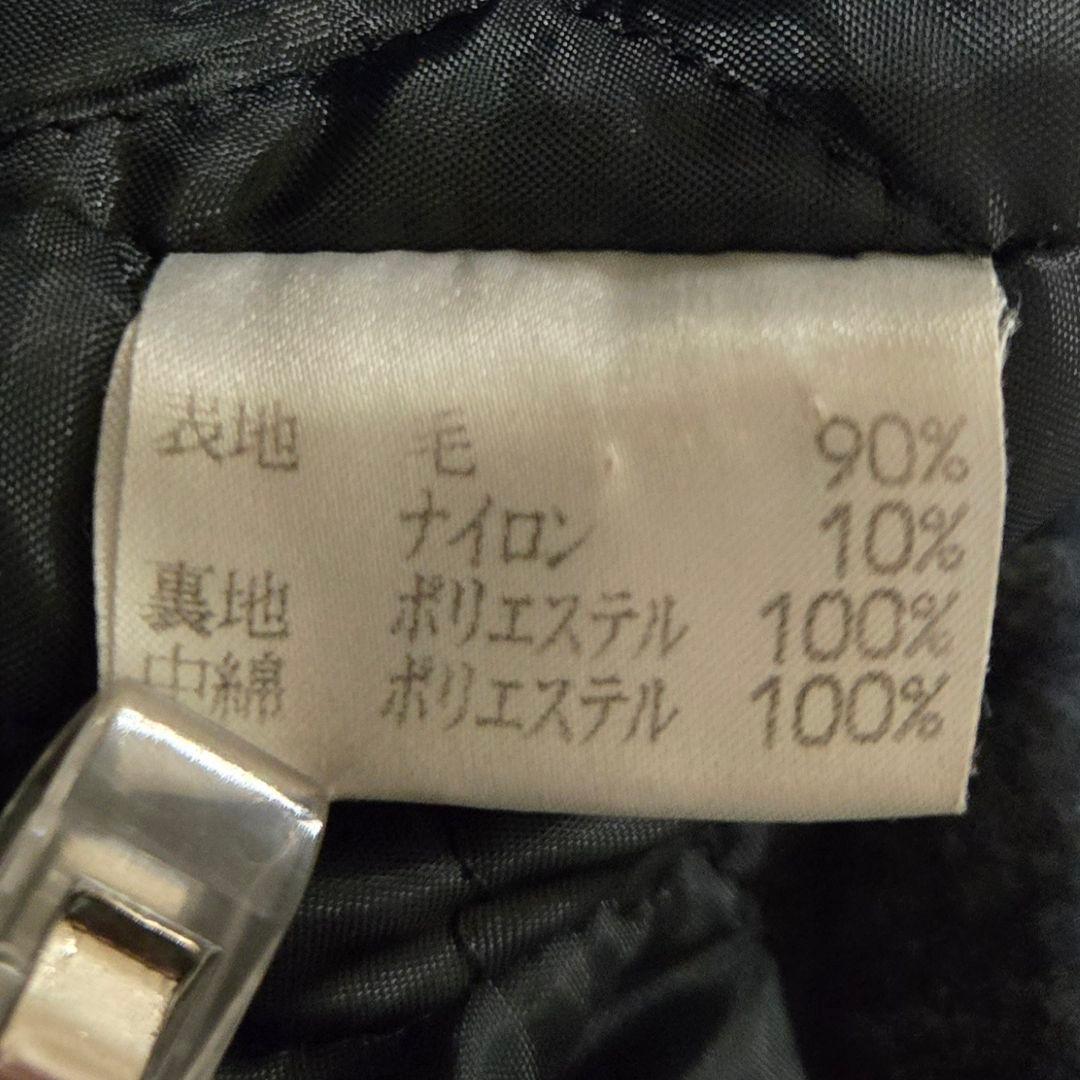 表地 毛 90%
ナイロン 10%
裏地 ポリエステル 100%
中綿 ポリエステル 100%